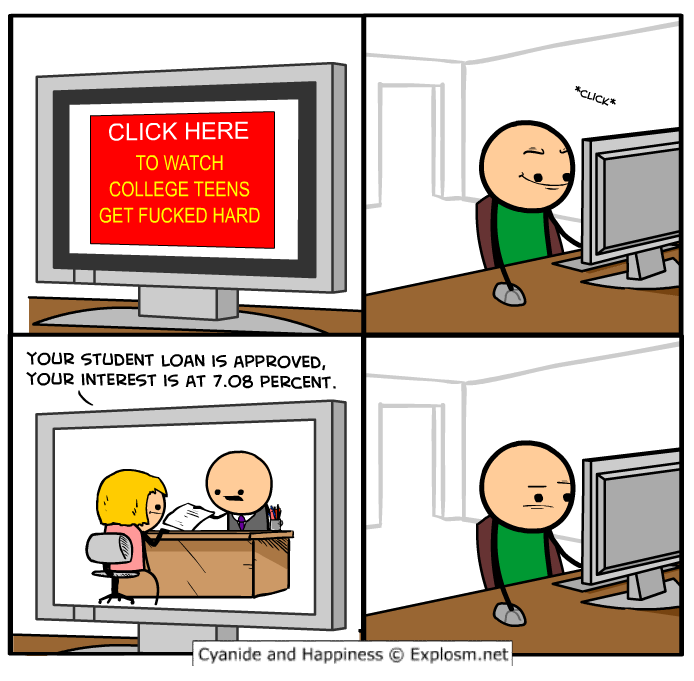 CLICK HERE
TO WATCH
COLLEGE TEENS
GET FUCKED HARD
*CLICK*
YOUR STUDENT LOAN IS APPROVED,
YOUR INTEREST IS AT 7.08 PERCENT.
Cyanide and Happiness © Explosm.net